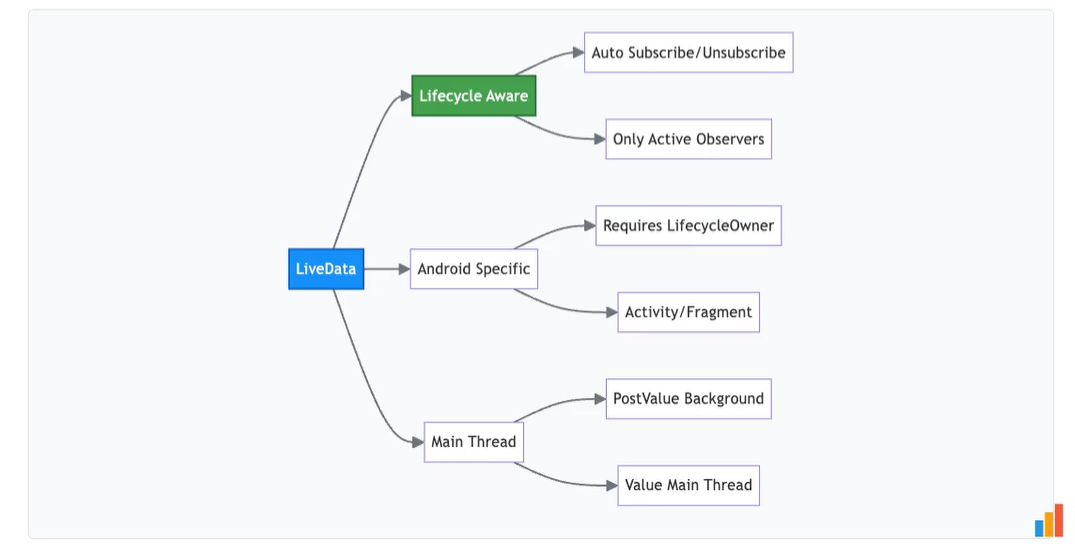 LiveData
Lifecycle Aware
Auto Subscribe/Unsubscribe
Only Active Observers
Android Specific
Requires LifecycleOwner
Activity/Fragment
Main Thread
PostValue Background
Value Main Thread